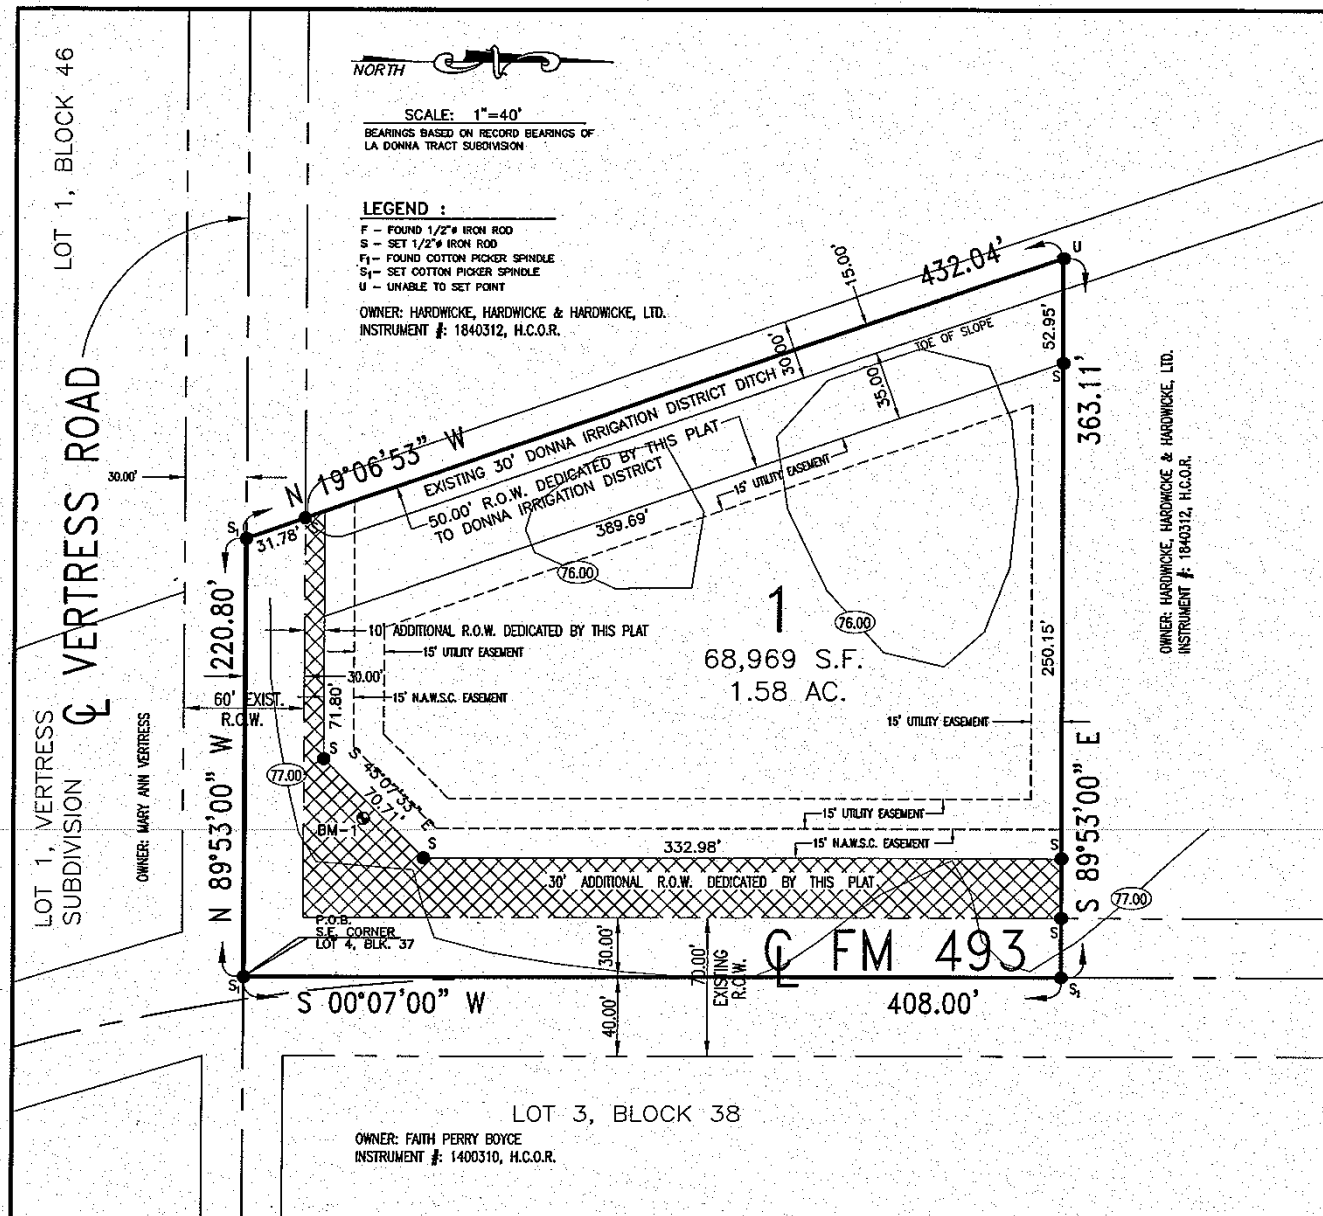 LOT 1, BLOCK 46
NORTH
SCALE: 1"=40'
BEARINGS BASED ON RECORD BEARINGS OF
LA DONNA TRACT SUBDIVISION
LEGEND :
F - FOUND 1/2"ø IRON ROD
S - SET 1/2"ø IRON ROD
F1- FOUND COTTON PICKER SPINDLE
S1- SET COTTON PICKER SPINDLE
U - UNABLE TO SET POINT
OWNER: HARDWICKE, HARDWICKE & HARDWICKE, LTD.
INSTRUMENT #: 1840312, H.C.O.R.
℄ VERTRESS ROAD
30.00'
N 19°06'53" W
432.04'
15.00'
30.00'
35.00'
U
TOE OF SLOPE
52.95'
S
363.11'
EXISTING 30' DONNA IRRIGATION DISTRICT DITCH
50.00' R.O.W. DEDICATED BY THIS PLAT
TO DONNA IRRIGATION DISTRICT
15' UTILITY EASEMENT
389.69'
S1
31.78'
S
76.00
76.00
1
68,969 S.F.
1.58 AC.
OWNER: HARDWICKE, HARDWICKE & HARDWICKE, LTD.
INSTRUMENT #: 1840312, H.C.O.R.
220.80'
10' ADDITIONAL R.O.W. DEDICATED BY THIS PLAT
15' UTILITY EASEMENT
30.00'
15' N.A.W.S.C. EASEMENT
60' EXIST.
R.O.W.
71.80'
250.15'
15' UTILITY EASEMENT
LOT 1, VERTRESS
SUBDIVISION
OWNER: MARY ANN VERTRESS
N 89°53'00" W
77.00
S
S 45°07'33" E
70.71'
BM-1
S
15' UTILITY EASEMENT
15' N.A.W.S.C. EASEMENT
332.98'
S
S 89°53'00" E
30' ADDITIONAL R.O.W. DEDICATED BY THIS PLAT
77.00
P.O.B.
S.E. CORNER
LOT 4, BLK. 37
S
30.00'
70.00'
EXISTING
R.O.W.
℄ FM 493
S1
S 00°07'00" W
40.00'
408.00'
S1
LOT 3, BLOCK 38
OWNER: FAITH PERRY BOYCE
INSTRUMENT #: 1400310, H.C.O.R.